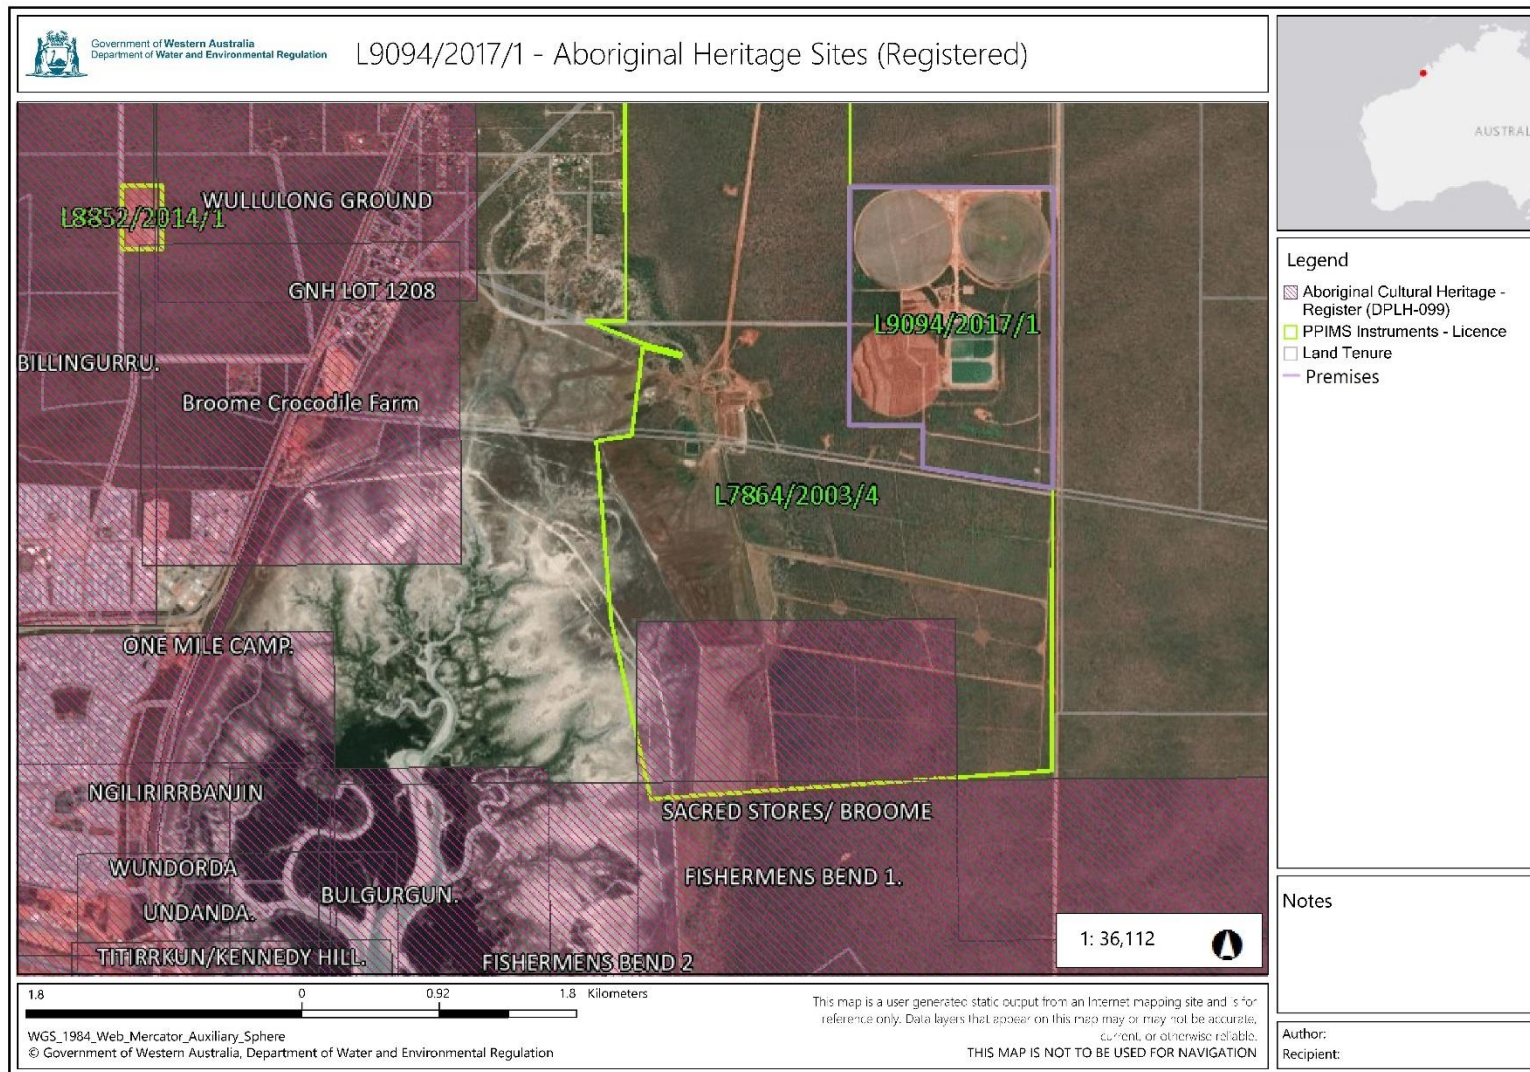 Government of Western Australia
Department of Water and Environmental Regulation
L9094/2017/1 - Aboriginal Heritage Sites (Registered)
AUSTRAL
WULLULONG GROUND
L8852/2014/1
GNH LOT 1208
L9094/2017/1
BILLINGURRU.
Broome Crocodile Farm
L7864/2003/4
ONE MILE CAMP.
NGILIRIRRBANJIN
SACRED STORES/ BROOME
WUNDORDA
FISHERMENS BEND 1.
BULGURGUN.
UNDANDA.
TITIRRKUN/KENNEDY HILL.
FISHERMENS BEND 2
1: 36,112
Legend
Aboriginal Cultural Heritage -
Register (DPLH-099)
PPIMS Instruments - Licence
Land Tenure
Premises
Notes
1.8 0 0.92 1.8 Kilometers
WGS_1984_Web_Mercator_Auxiliary_Sphere
© Government of Western Australia, Department of Water and Environmental Regulation
This map is a user generated static output from an Internet mapping site and is for
reference only. Data layers that appear on this map may or may not be accurate,
current, or otherwise reliable.
THIS MAP IS NOT TO BE USED FOR NAVIGATION
Author:
Recipient: